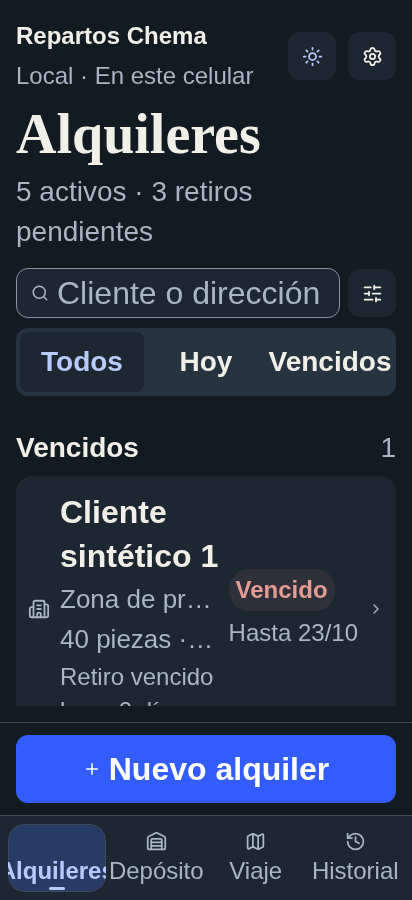 Repartos Chema
Local · En este celular
Alquileres
5 activos · 3 retiros
pendientes
Cliente o dirección
Todos Hoy Vencidos
Vencidos 1
Cliente
sintético 1
Zona de pr…
40 piezas ·…
Vencido
Hasta 23/10
Retiro vencido
+ Nuevo alquiler
Alquileres Depósito Viaje Historial